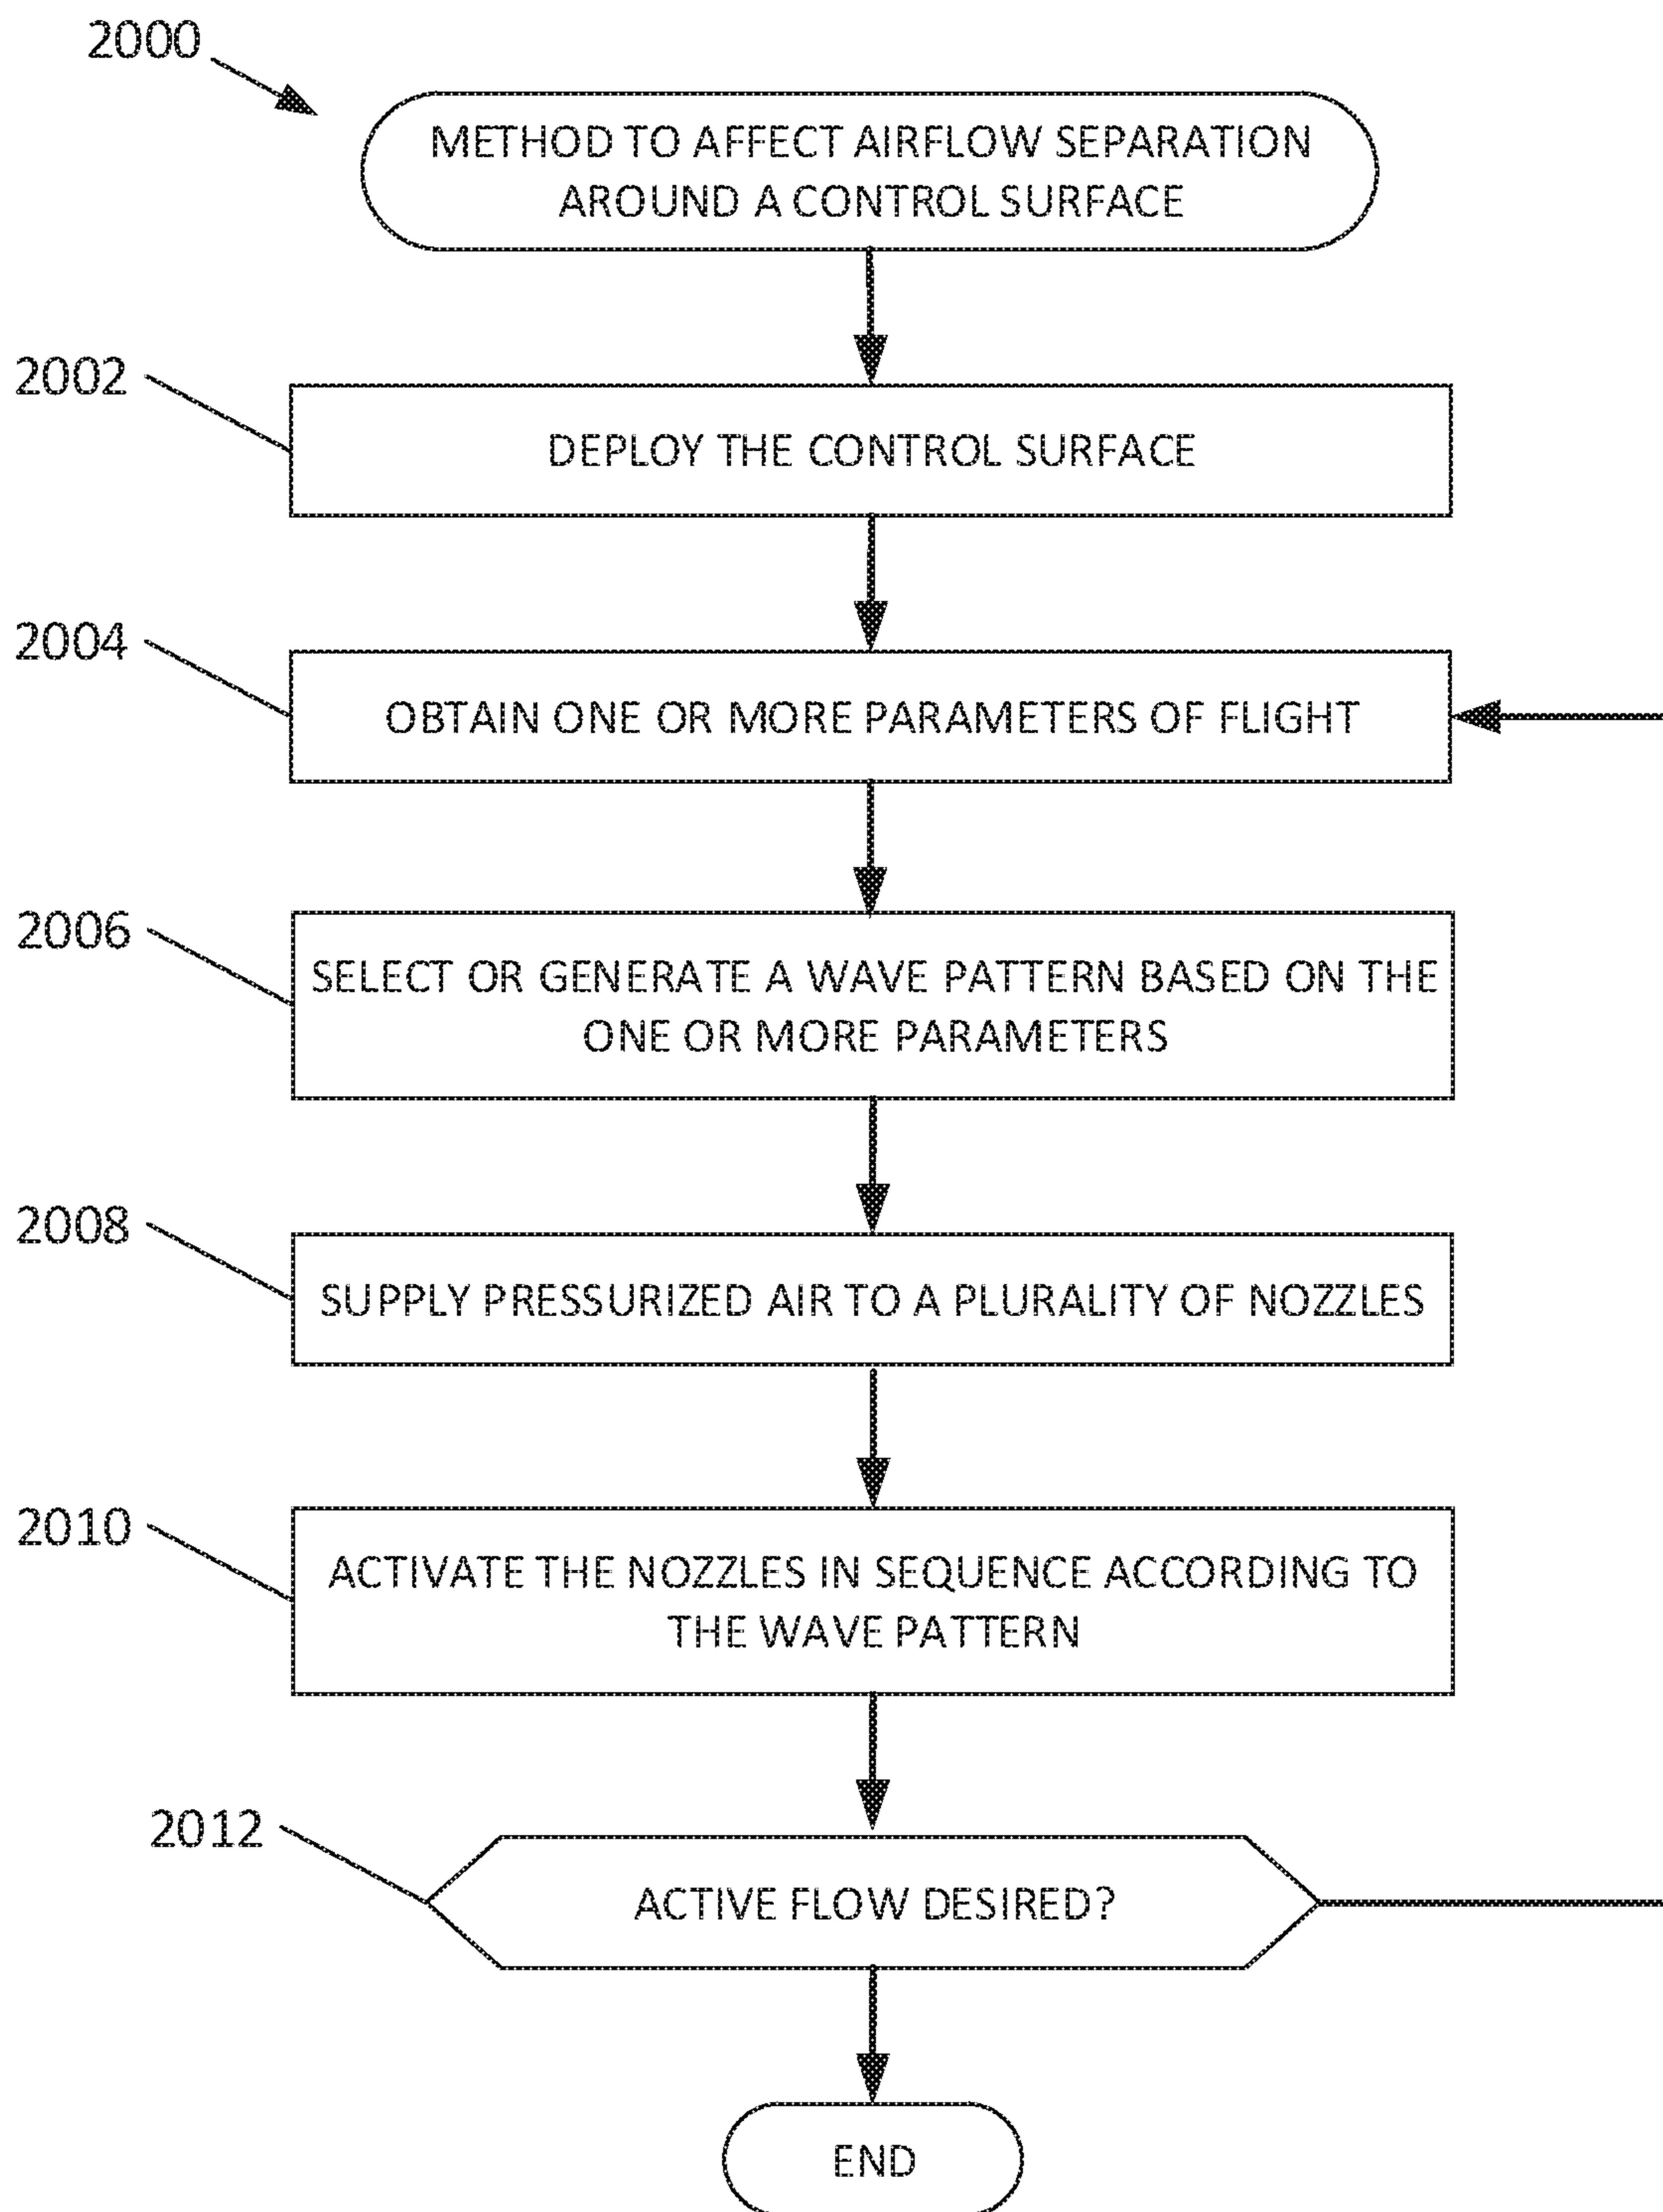 2000
METHOD TO AFFECT AIRFLOW SEPARATION
AROUND A CONTROL SURFACE
2002
DEPLOY THE CONTROL SURFACE
2004
OBTAIN ONE OR MORE PARAMETERS OF FLIGHT
2006
SELECT OR GENERATE A WAVE PATTERN BASED ON THE
ONE OR MORE PARAMETERS
2008
SUPPLY PRESSURIZED AIR TO A PLURALITY OF NOZZLES
2010
ACTIVATE THE NOZZLES IN SEQUENCE ACCORDING TO
THE WAVE PATTERN
2012
ACTIVE FLOW DESIRED?
END